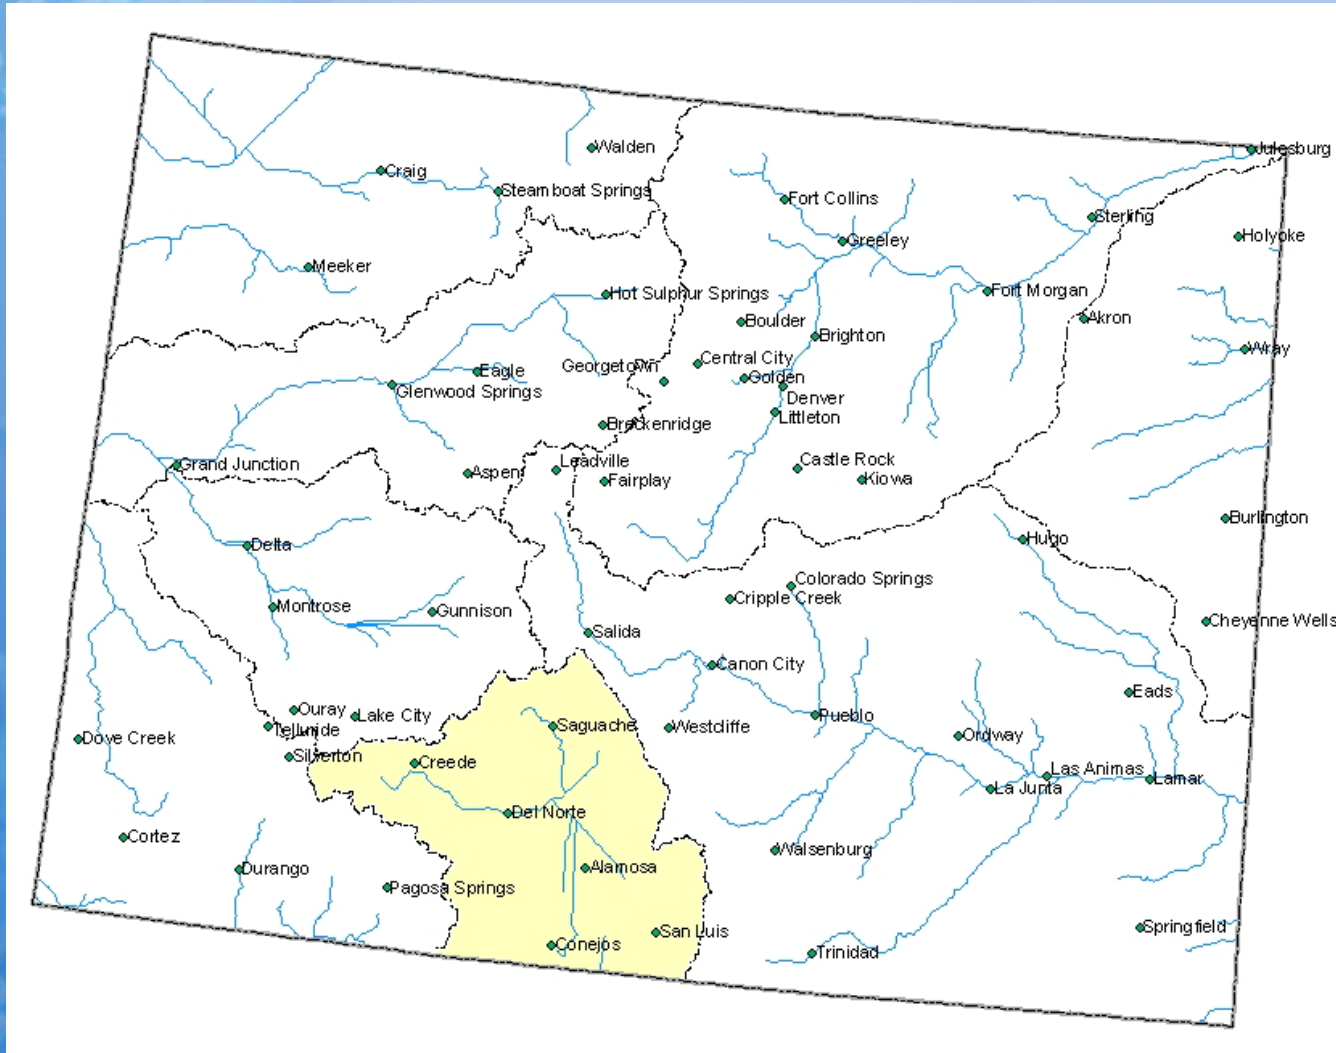 Julesburg
Walden
Craig
Steamboat Springs
Fort Collins
Sterling
Holyoke
Greeley
Meeker
Hot Sulphur Springs
Fort Morgan
Boulder
Akron
Brighton
Wray
Central City
Georgetown
Eagle
Golden
Glenwood Springs
Denver
Littleton
Breckenridge
Castle Rock
Leadville
Grand Junction
Aspen
Fairplay
Kiowa
Burlington
Hugo
Delta
Colorado Springs
Cripple Creek
Montrose
Gunnison
Cheyenne Wells
Salida
Canon City
Eads
Ouray
Lake City
Pueblo
Telluride
Saguache
Westcliffe
Dove Creek
Ordway
Silverton
Creede
Las Animas
Lamar
La Junta
Del Norte
Cortez
Walsenburg
Durango
Alamosa
Pagosa Springs
Springfield
San Luis
Conejos
Trinidad